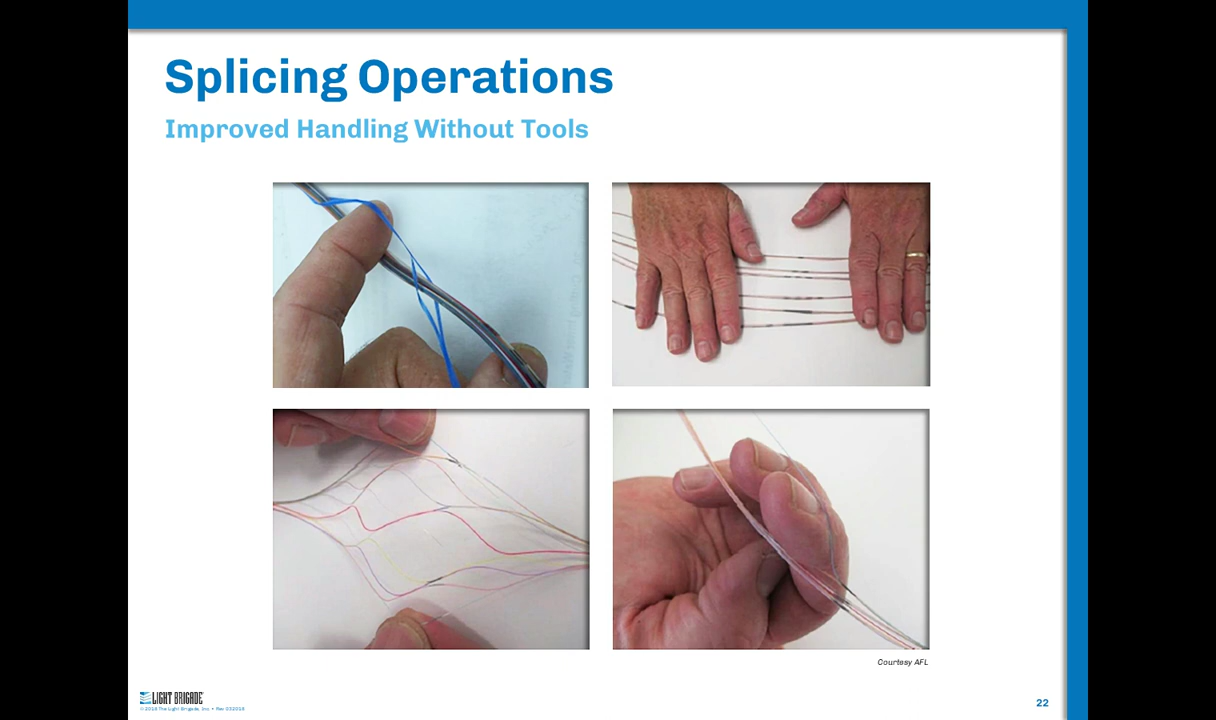 Splicing Operations
Improved Handling Without Tools
Courtesy AFL
LIGHT BRIGADE
22